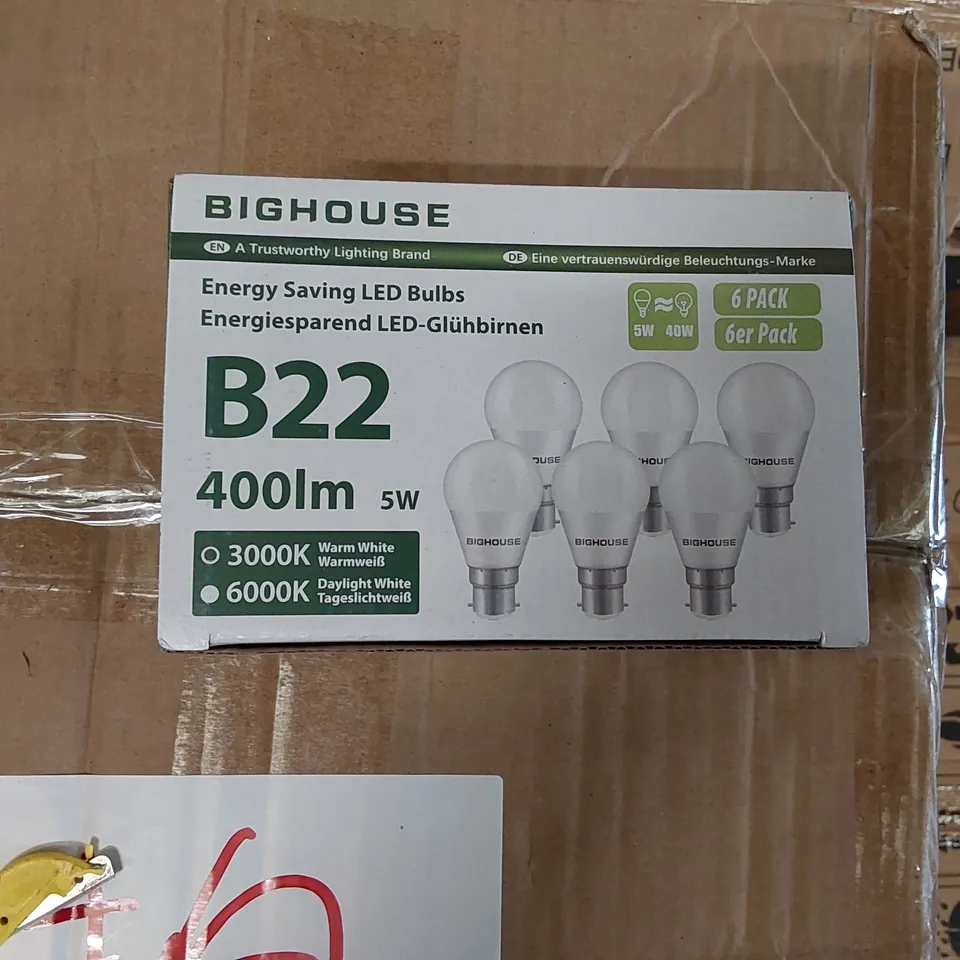 BIGHOUSE
EN A Trustworthy Lighting Brand
DE Eine vertrauenswürdige Beleuchtungs-Marke
Energy Saving LED Bulbs
Energiesparend LED-Glühbirnen
5W 40W
6 PACK
6er Pack
B22
400lm 5W
3000K Warm White
Warmweiß
6000K Daylight White
Tageslichtweiß
BIGHOUSE
BIGHOUSE
BIGHOUSE
BIGHOUSE